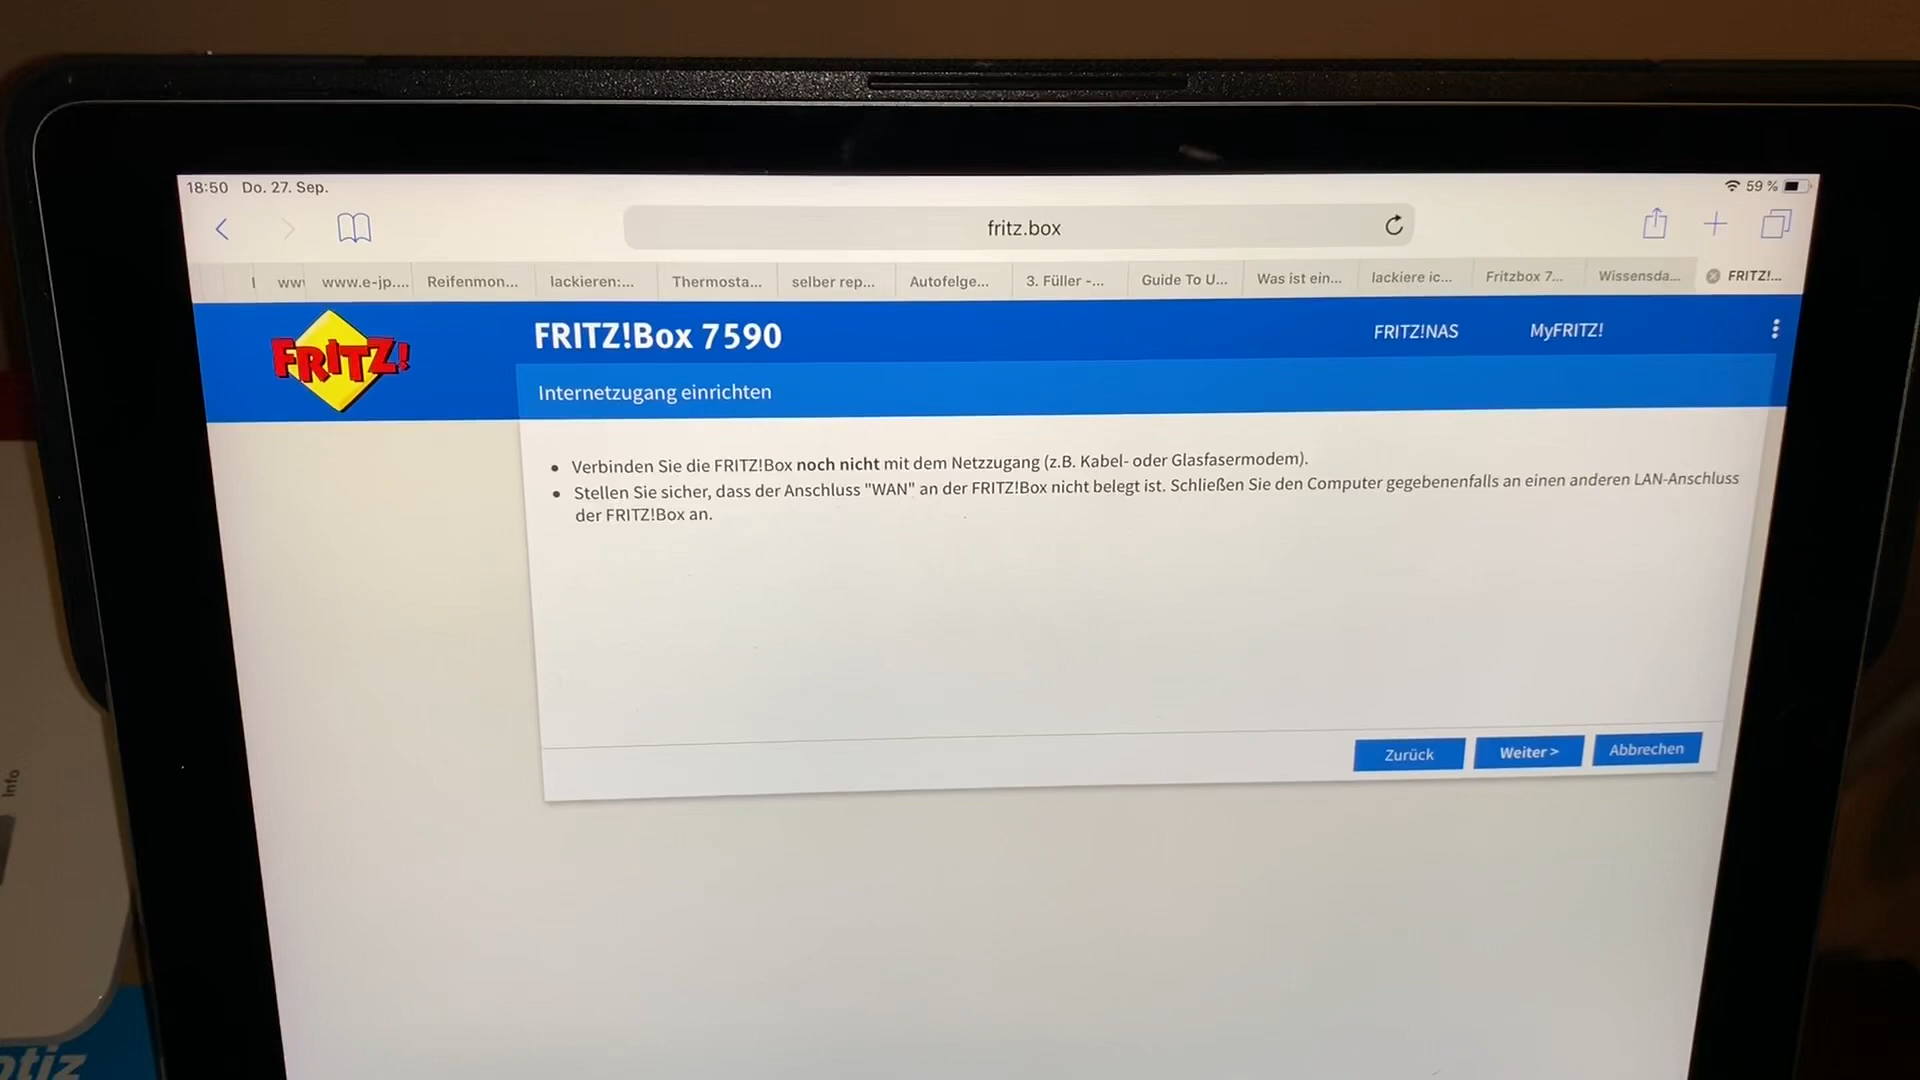 18:50 Do. 27. Sep.
59 %
fritz.box
www.e-jp.... Reifenmon... lackieren:... Thermosta... selber rep... Autofelge... 3. Füller -... Guide To U... Was ist ein... lackiere ic... Fritzbox 7... Wissensda... FRITZ!...
FRITZ!
FRITZ!Box 7590
FRITZ!NAS MyFRITZ!
Internetzugang einrichten
• Verbinden Sie die FRITZ!Box noch nicht mit dem Netzzugang (z.B. Kabel- oder Glasfasermodem).
• Stellen Sie sicher, dass der Anschluss "WAN" an der FRITZ!Box nicht belegt ist. Schließen Sie den Computer gegebenenfalls an einen anderen LAN-Anschluss
der FRITZ!Box an.
Zurück Weiter > Abbrechen
Info